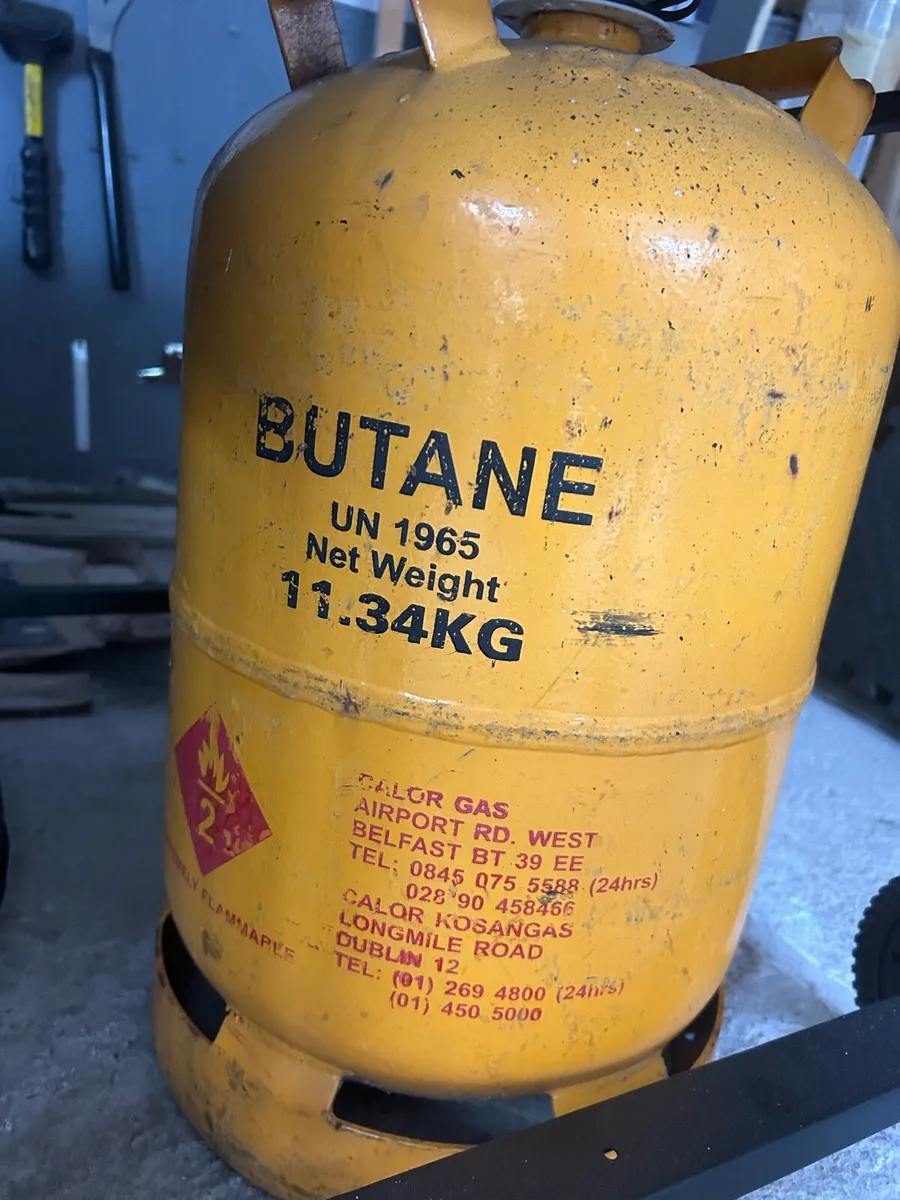 BUTANE
UN 1965
Net Weight
11.34KG
2
FLAMMABLE
CALOR GAS
AIRPORT RD. WEST
BELFAST BT 39 EE
TEL: 0845 075 5588 (24hrs)
028 90 458466
CALOR KOSANGAS
LONGMILE ROAD
DUBLIN 12
TEL: (01) 269 4800 (24hrs)
(01) 450 5000